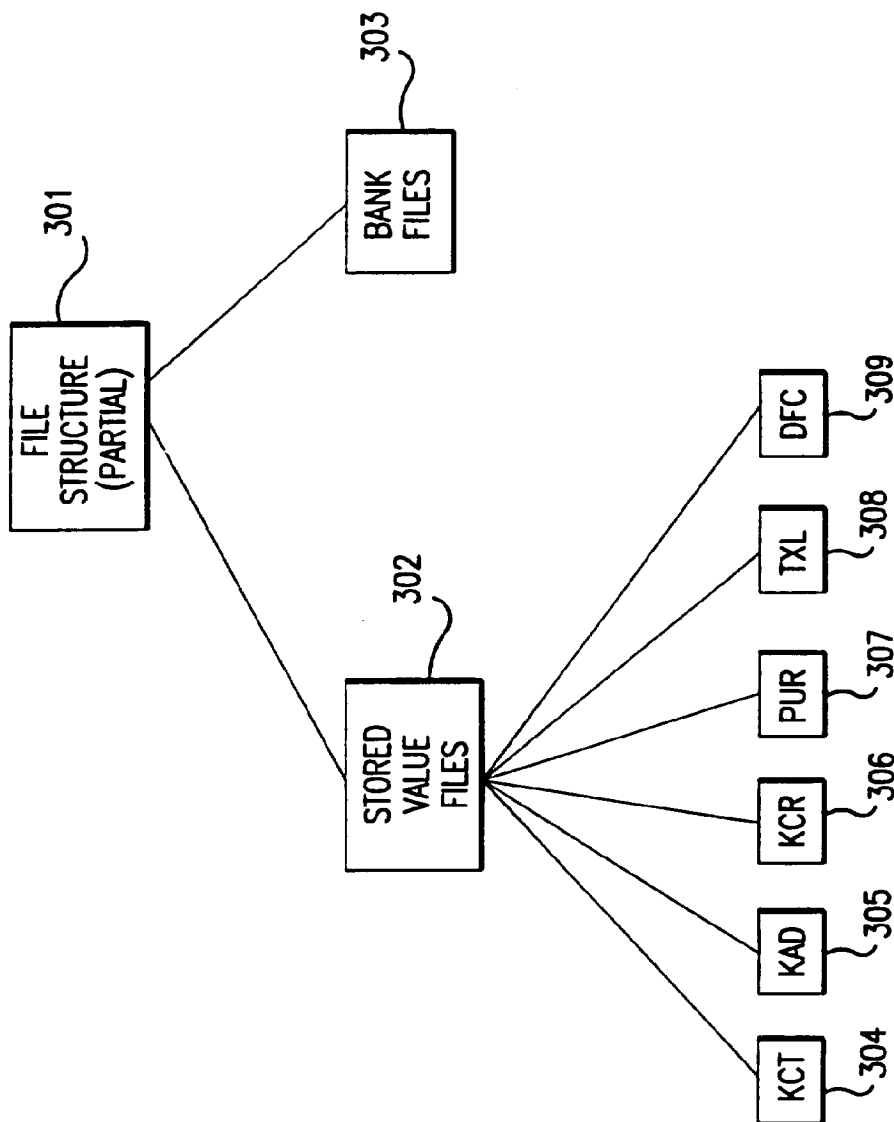 FILE
STRUCTURE
(PARTIAL)
301
BANK
FILES
303
STORED
VALUE
FILES
302
KCT
304
KAD
305
KCR
306
PUR
307
TXL
308
DFC
309